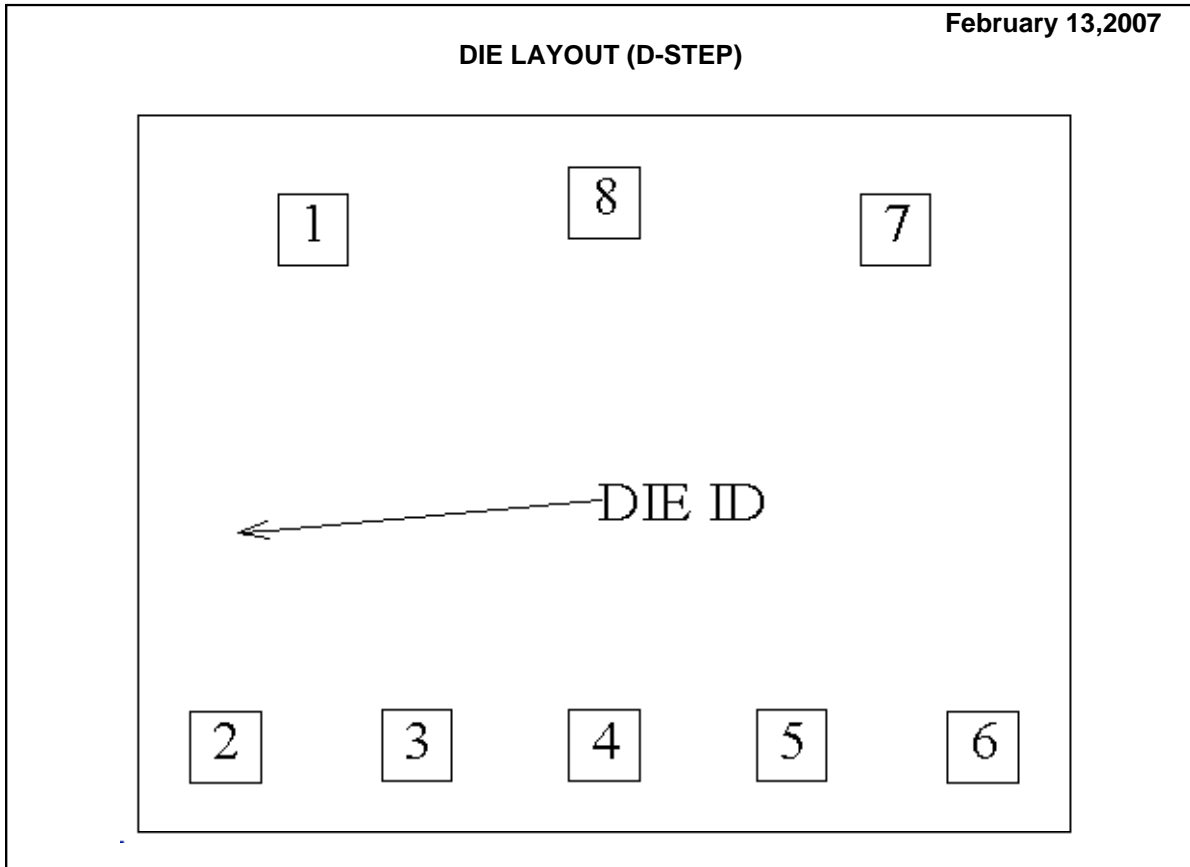 February 13,2007
DIE LAYOUT (D-STEP)
8
1 7
DIE ID
2 3 4 5 6